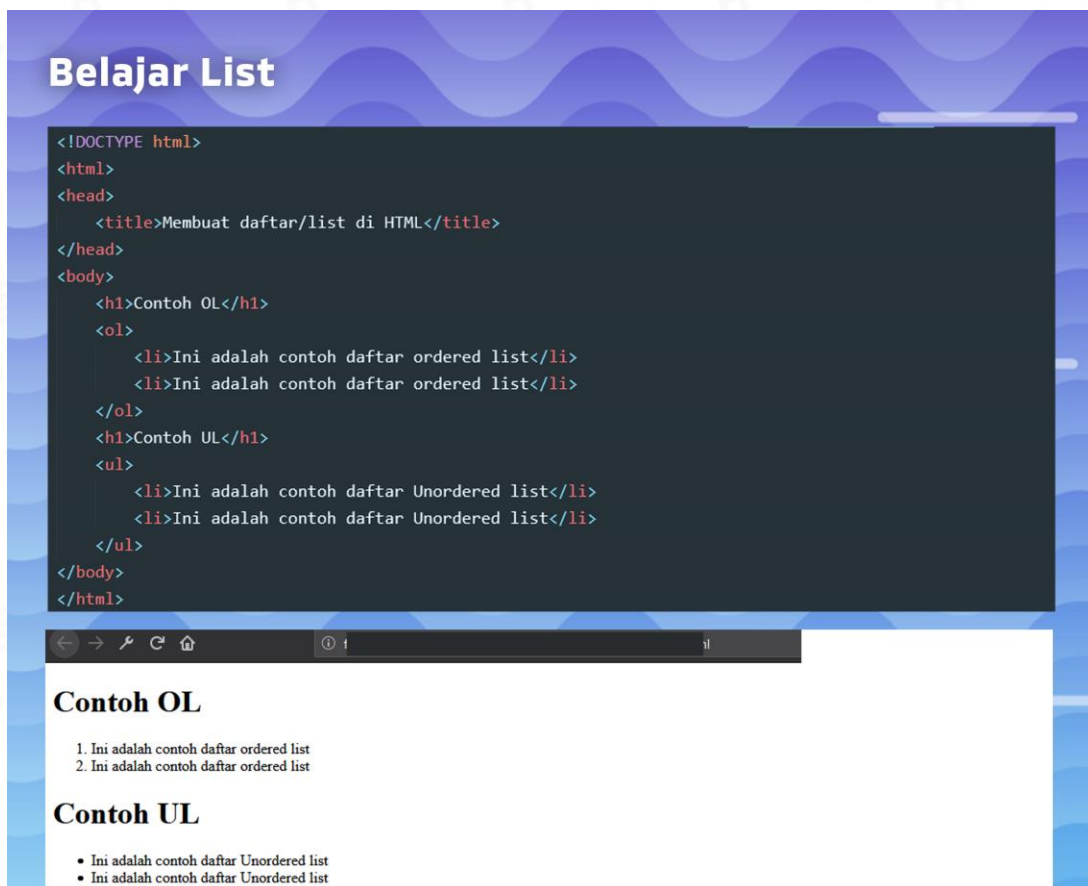 Belajar List
<!DOCTYPE html>
<html>
<head>
<title>Membuat daftar/list di HTML</title>
</head>
<body>
<h1>Contoh OL</h1>
<ol>
<li>Ini adalah contoh daftar ordered list</li>
<li>Ini adalah contoh daftar ordered list</li>
</ol>
<h1>Contoh UL</h1>
<ul>
<li>Ini adalah contoh daftar Unordered list</li>
<li>Ini adalah contoh daftar Unordered list</li>
</ul>
</body>
</html>
Contoh OL
1. Ini adalah contoh daftar ordered list
2. Ini adalah contoh daftar ordered list
Contoh UL
• Ini adalah contoh daftar Unordered list
• Ini adalah contoh daftar Unordered list